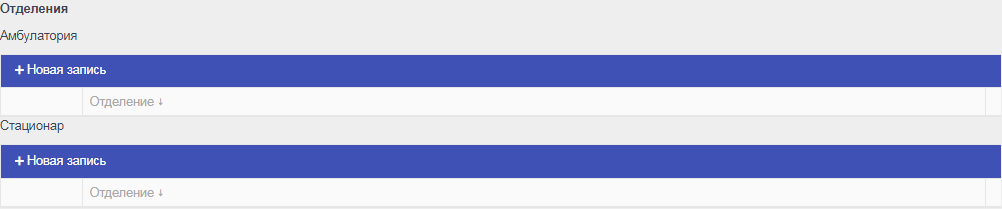 Отделения
Амбулатория
+ Новая запись
Отделение ↓
Стационар
+ Новая запись
Отделение ↓